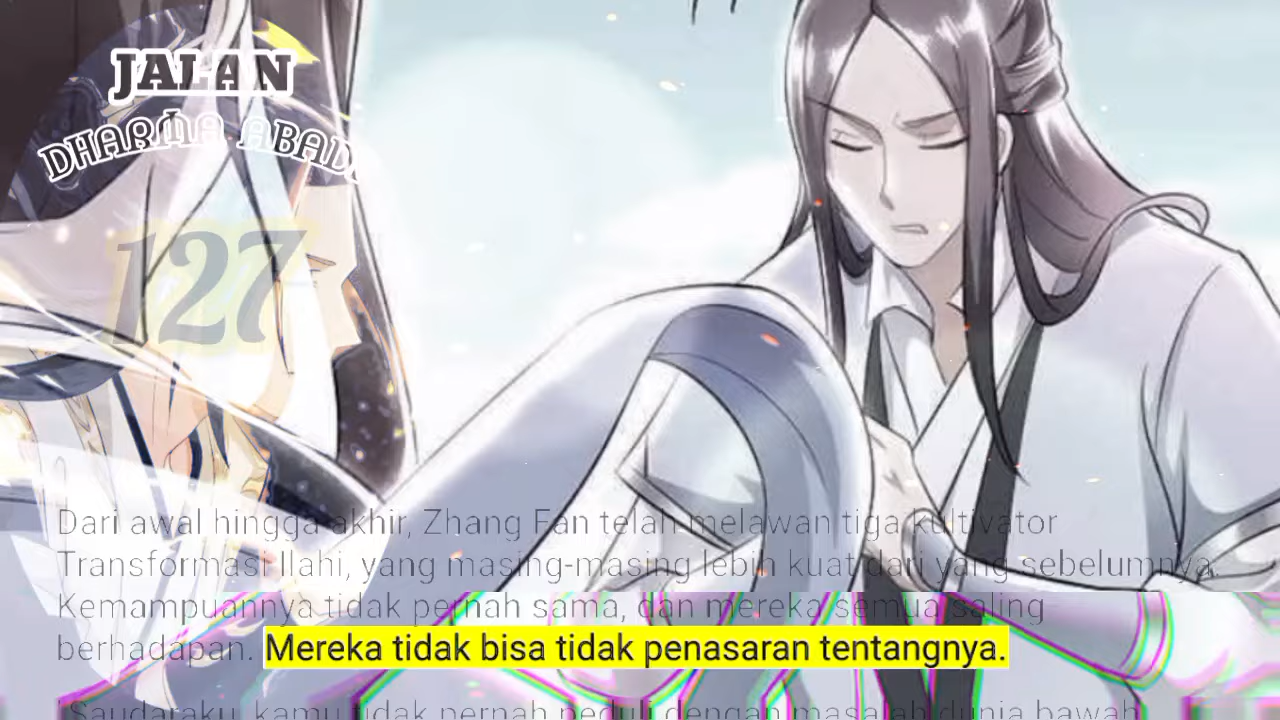 JALAN
DHARMA ABADI
127
Dari awal hingga akhir, Zhang Fan telah melawan tiga kultivator
Transformasi Ilahi, yang masing-masing lebih kuat dari yang sebelumnya.
Kemampuannya tidak pernah sama, dan mereka semua saling
berhadapan. Mereka tidak bisa tidak penasaran tentangnya.
"Saudaraku, kamu tidak pernah peduli dengan masalah dunia bawah